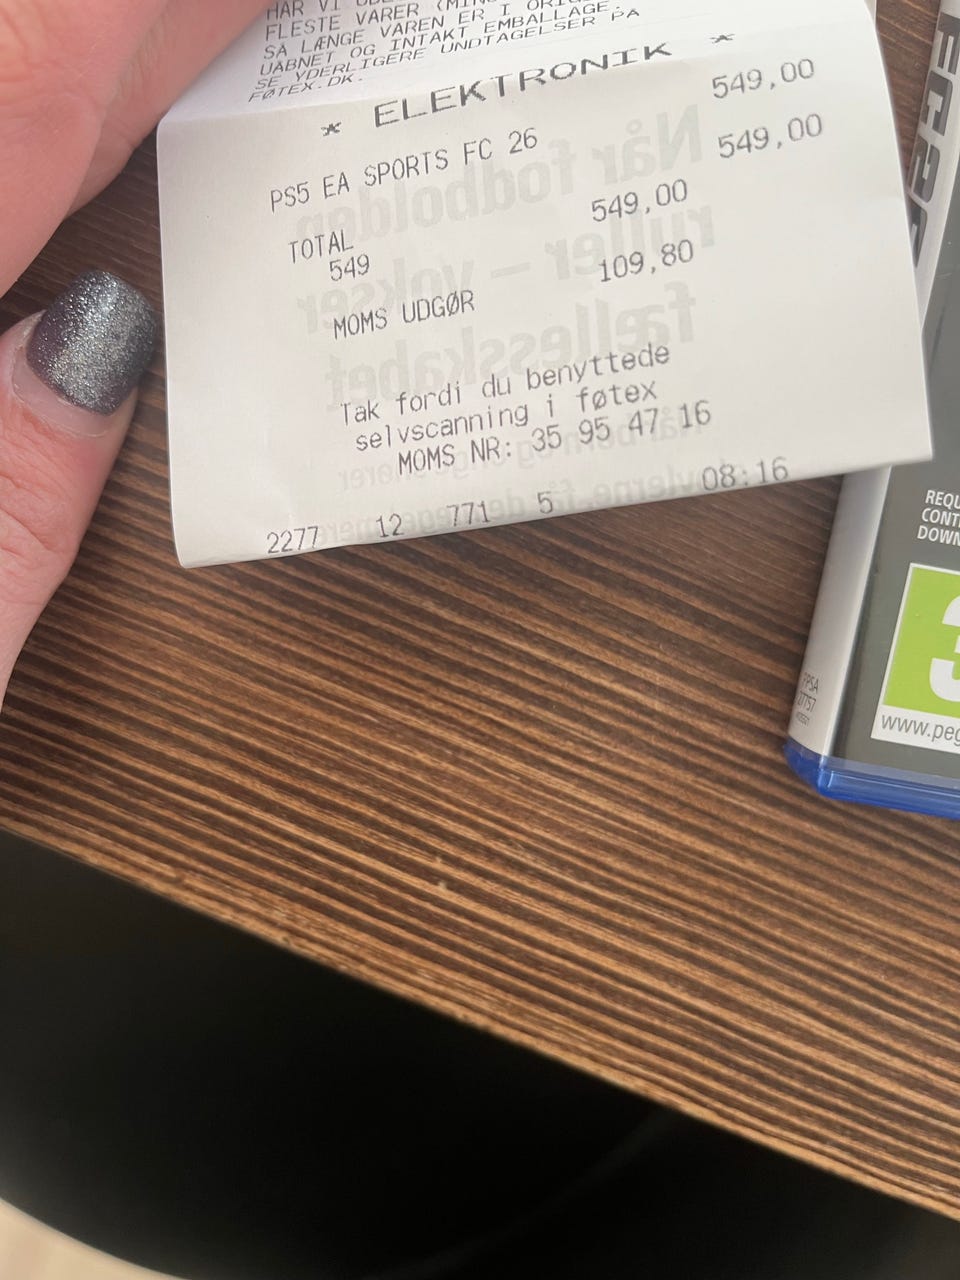 HAR VI
FLESTE VARER
SÅ LÆNGE VAREN ER I
UÅBNET OG INTAKT EMBALLAGE.
SE YDERLIGERE UNDTAGELSER PÅ
FØTEX.DK.
* ELEKTRONIK *
PS5 EA SPORTS FC 26 549,00
TOTAL 549,00
549 549,00
MOMS UDGØR 109,80
Tak fordi du benyttede
selvscanning i føtex
MOMS NR: 35 95 47 16
2277 12 771 5 08:16
Når fodbolden
ruller – vokser
fællesskabet
REQU
CONT
DOWN
3
www.peg